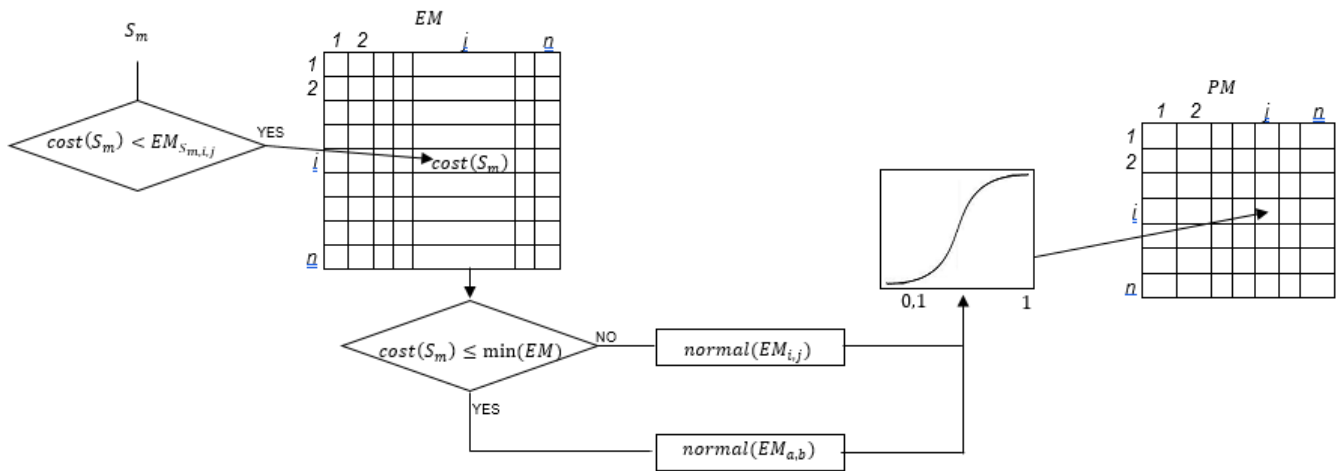 S_m
cost(S_m) < EM_{S_{m,i,j}}
YES
EM
1 2 j n
1
2
i
n
cost(S_m)
cost(S_m) ≤ min(EM)
NO
YES
normal(EM_{i,j})
normal(EM_{a,b})
0,1 1
PM
1 2 j n
1
2
i
n